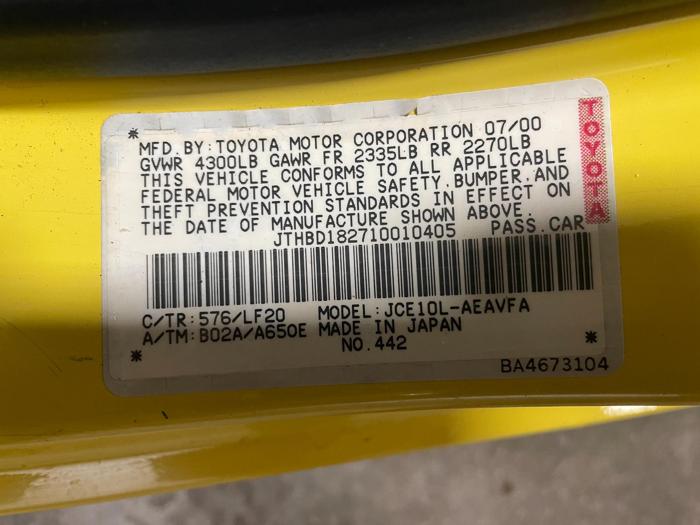 *
MFD.BY:TOYOTA MOTOR CORPORATION 07/00
GVWR 4300LB GAWR FR 2335LB RR 2270LB
THIS VEHICLE CONFORMS TO ALL APPLICABLE
FEDERAL MOTOR VEHICLE SAFETY,BUMPER,AND
THEFT PREVENTION STANDARDS IN EFFECT ON
THE DATE OF MANUFACTURE SHOWN ABOVE.
JTHBD182710010405 PASS.CAR
TOYOTA
C/TR:576/LF20 MODEL:JCE10L-AEAVFA
A/TM:B02A/A650E MADE IN JAPAN
* NO.442 *
BA4673104